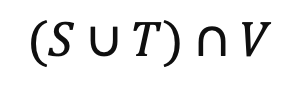 (S ∪ T) ∩ V